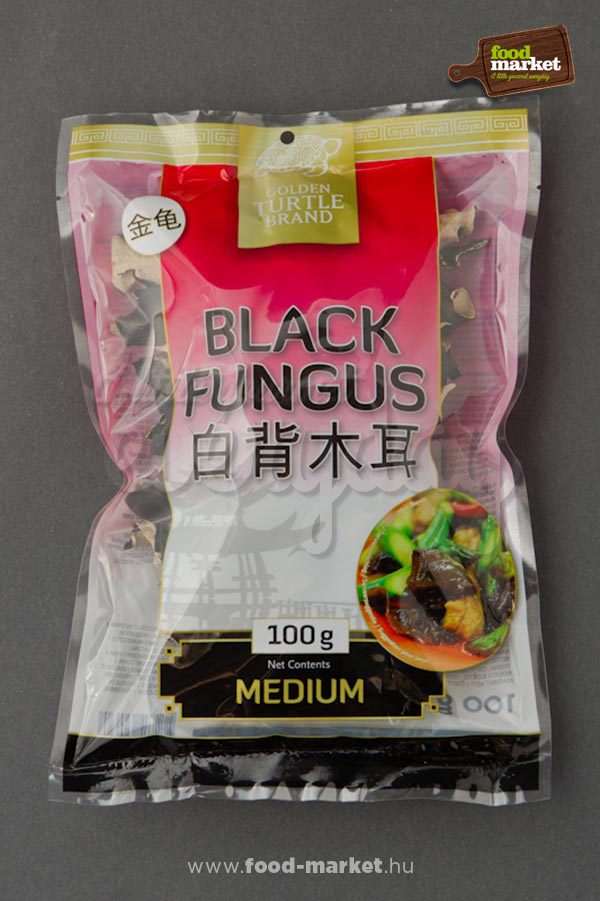 food
market
A little gourmet everyday
GOLDEN
TURTLE
BRAND
金龟
BLACK
FUNGUS
白背木耳
100 g
Net Contents
MEDIUM
100 g
www.food-market.hu